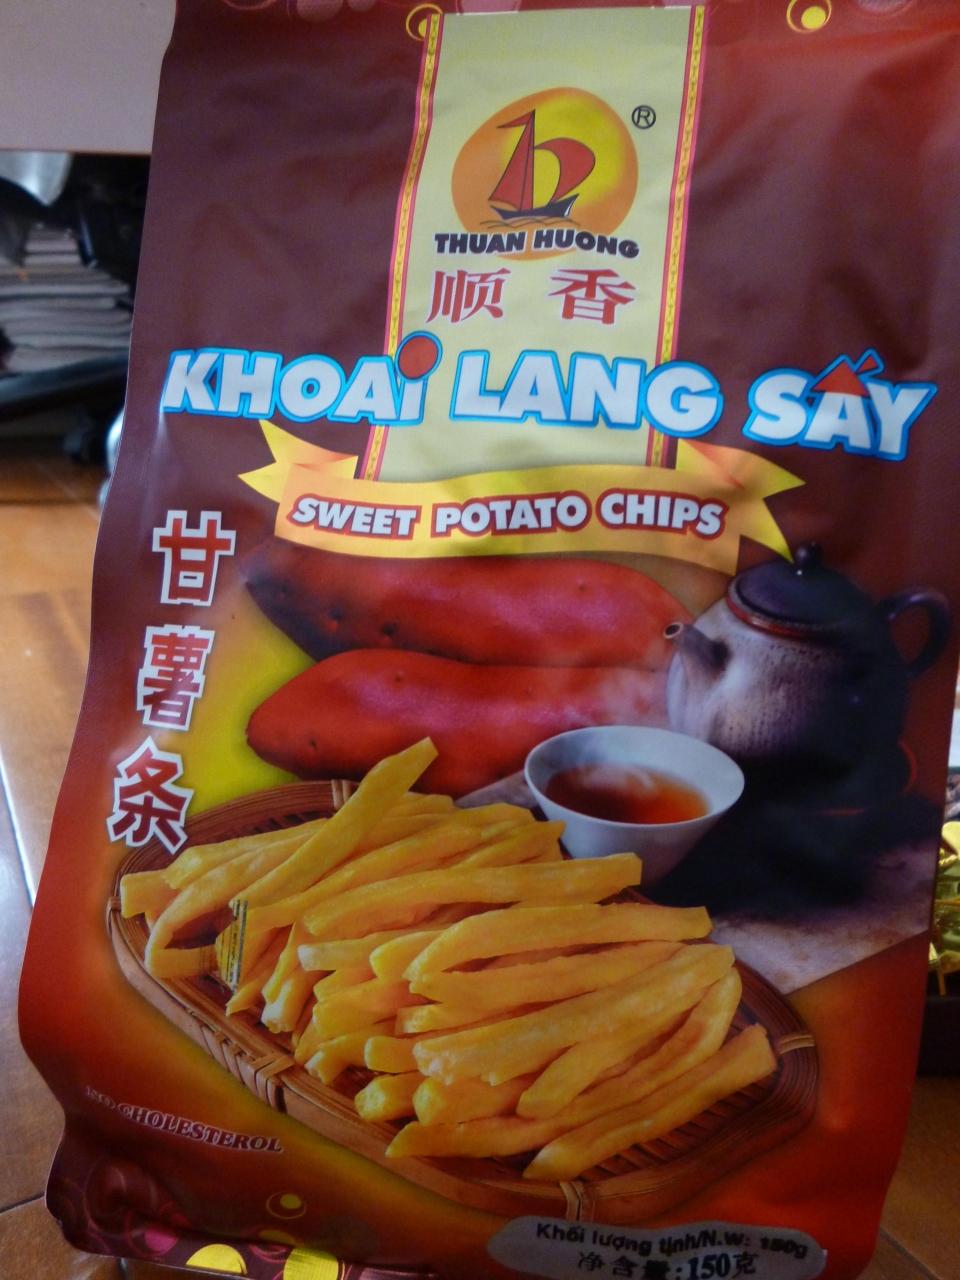 ®
THUAN HUONG
顺香
KHOAi LANG SẤY
SWEET POTATO CHIPS
甘
薯
条
NO CHOLESTEROL
Khối lượng tịnh/N.W: 150g
净含量:150克